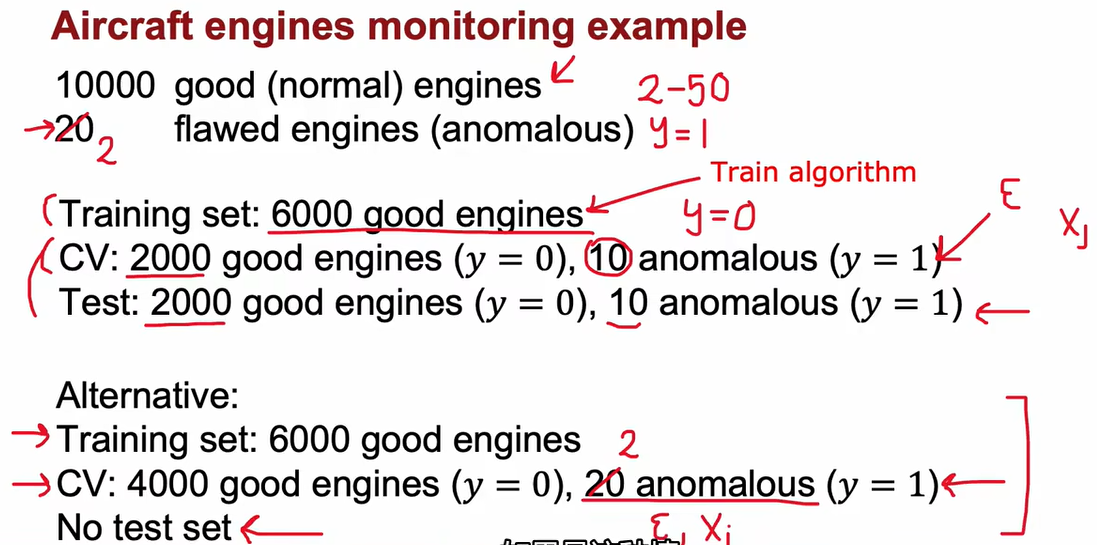 Aircraft engines monitoring example
10000 good (normal) engines 2-50
20 2 flawed engines (anomalous) y=1
Train algorithm
Training set: 6000 good engines y=0 ε xj
CV: 2000 good engines (y = 0), 10 anomalous (y = 1)
Test: 2000 good engines (y = 0), 10 anomalous (y = 1)
Alternative:
Training set: 6000 good engines 2
CV: 4000 good engines (y = 0), 20 anomalous (y = 1)
No test set ε, xj